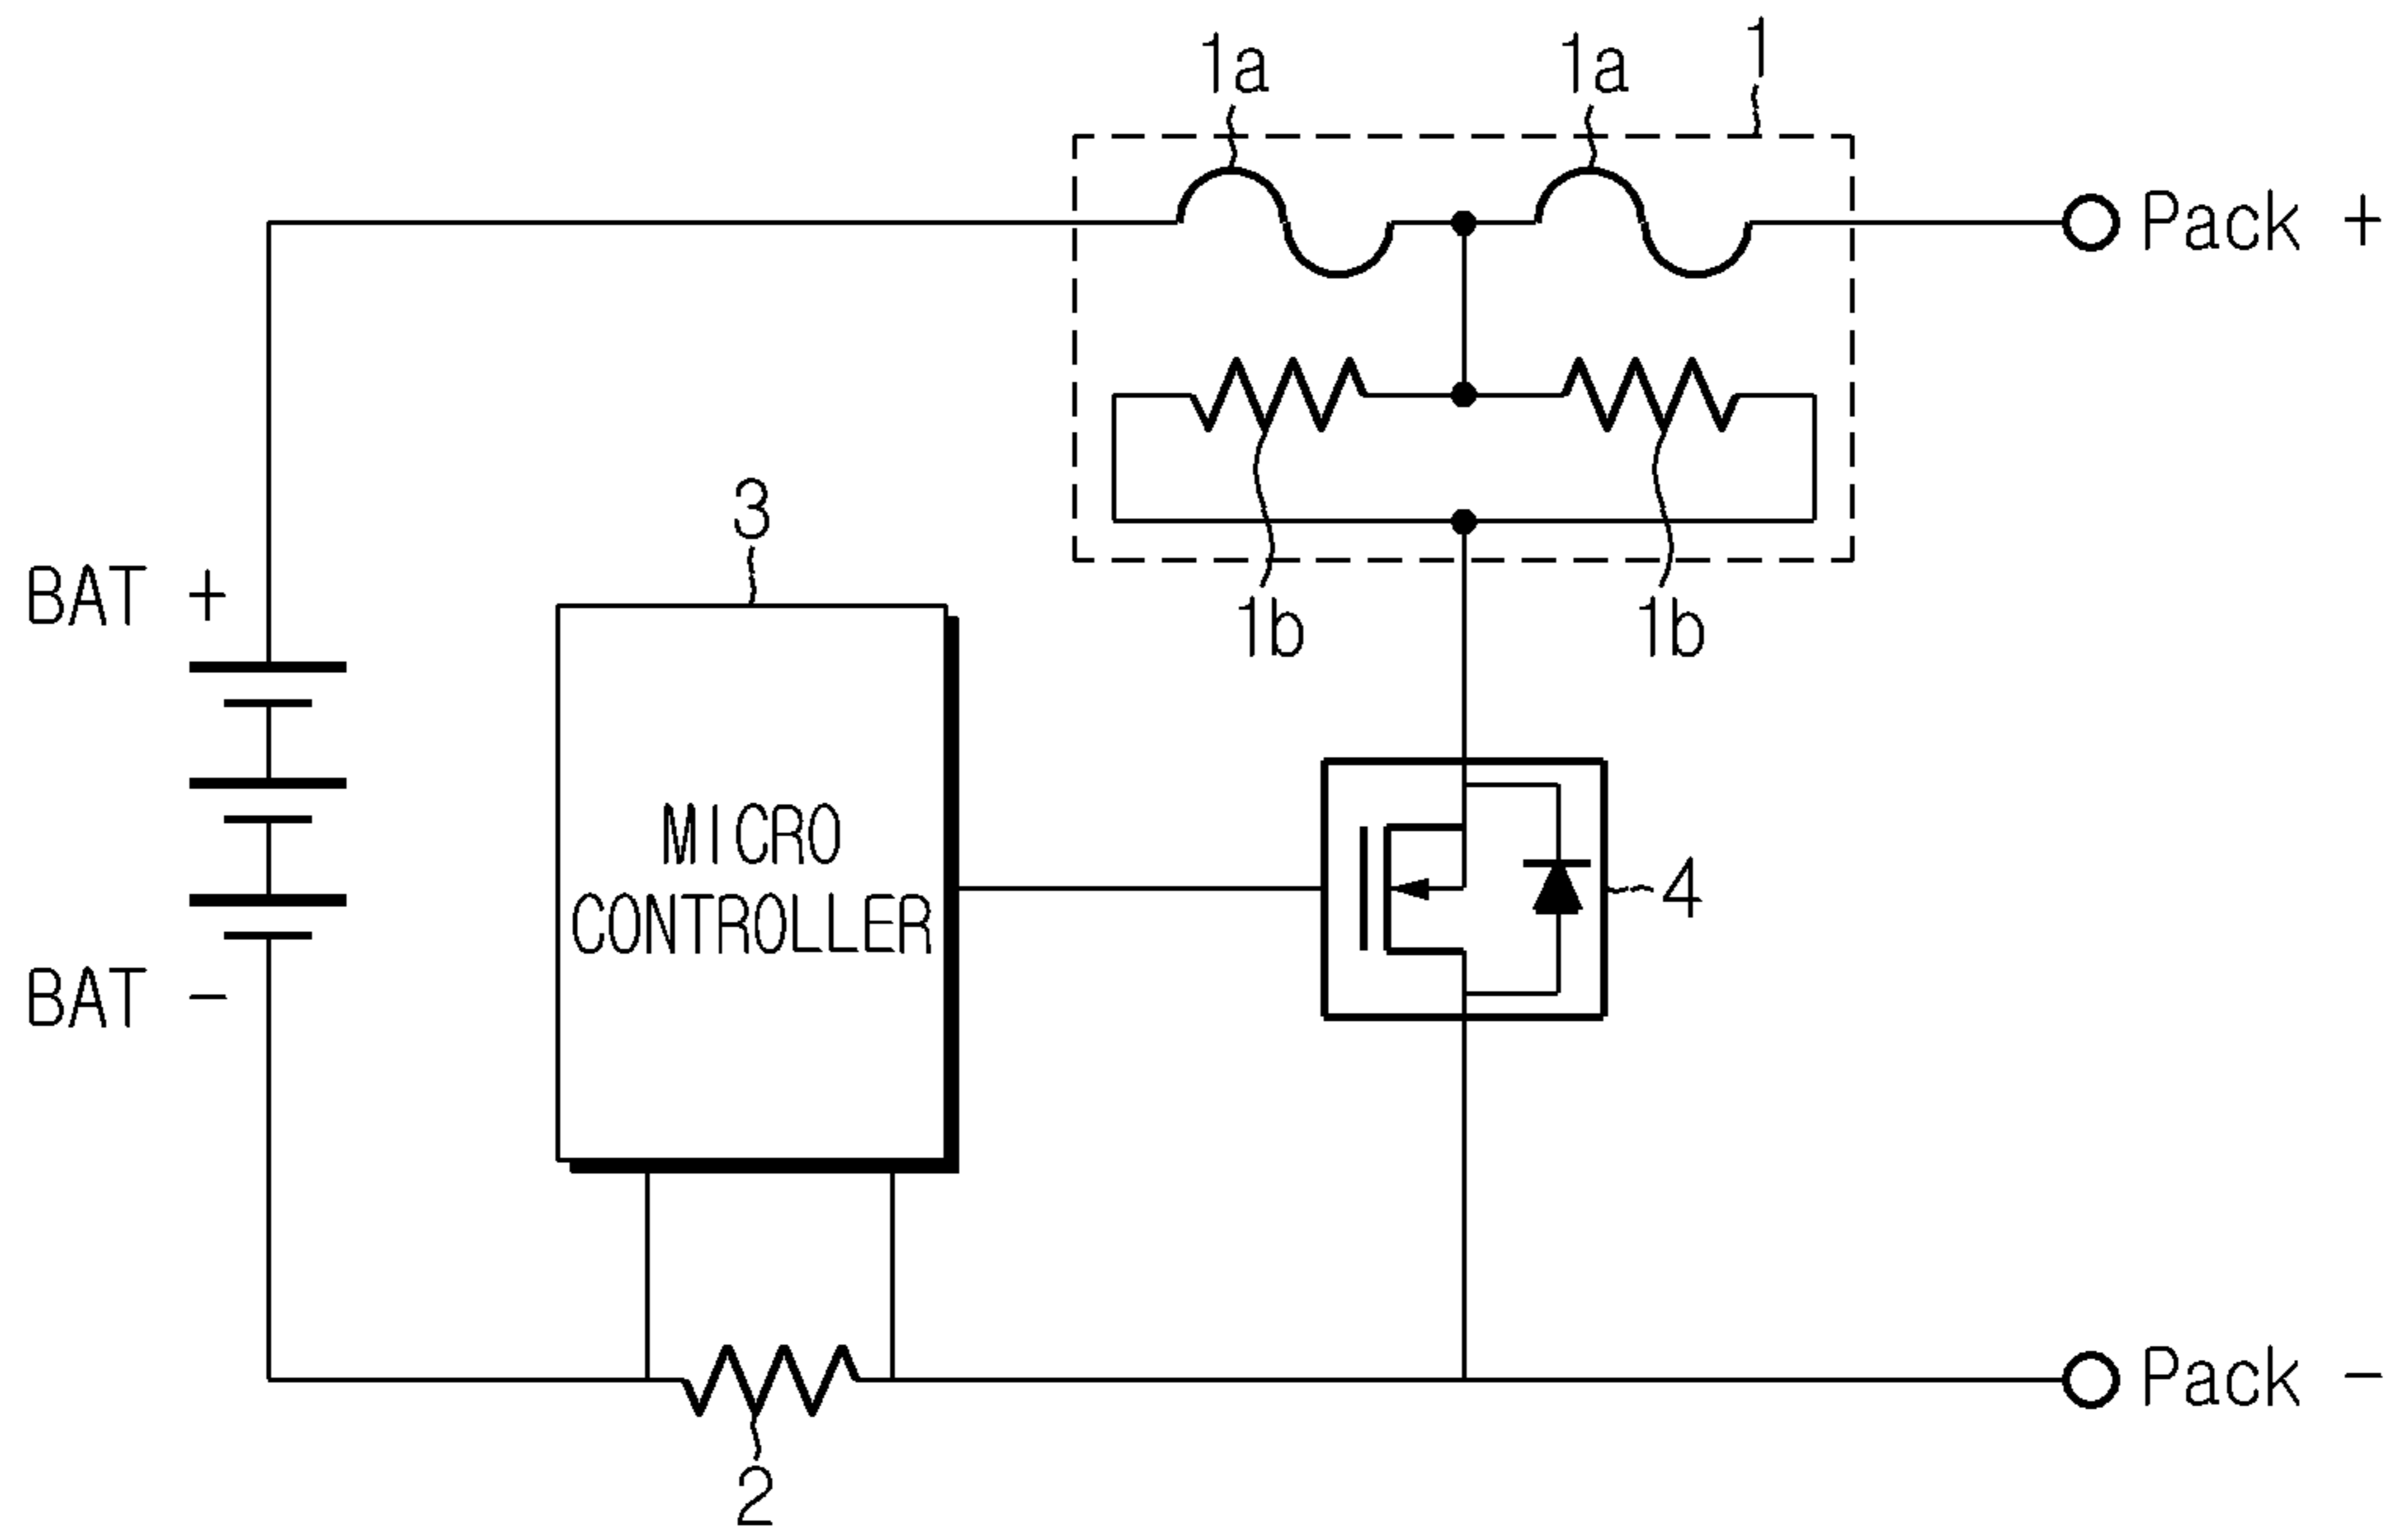 1a
1a
1
Pack +
3
BAT +
1b
1b
MICRO
CONTROLLER
4
BAT -
Pack -
2